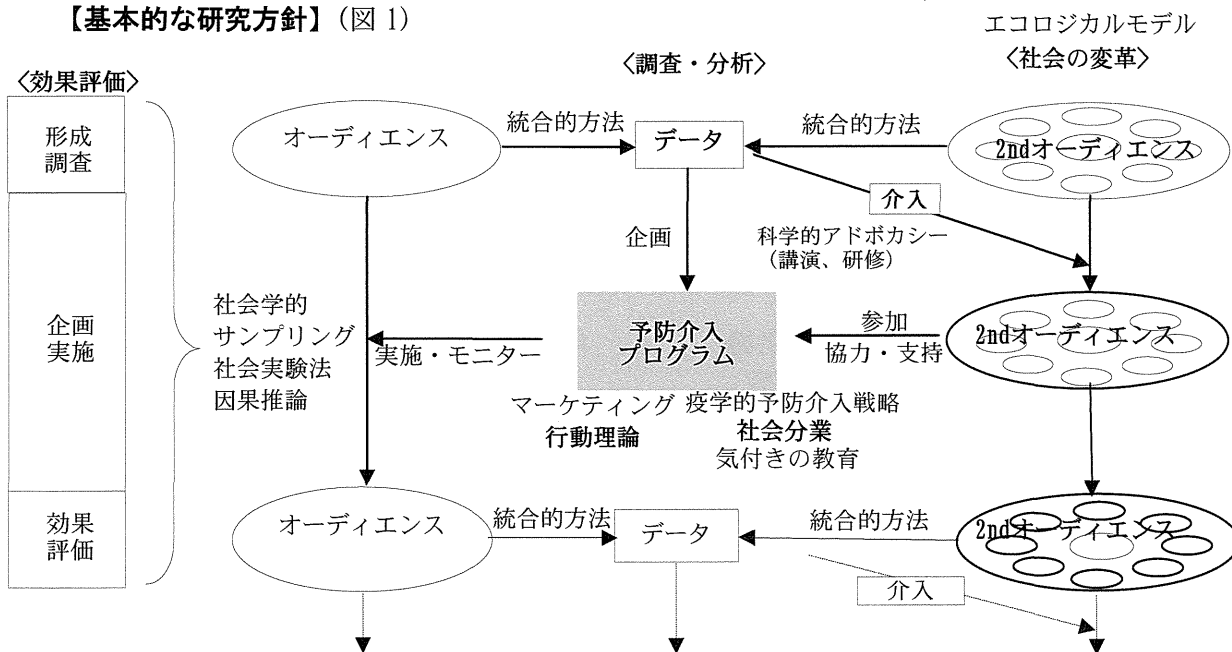 【基本的な研究方針】(図 1)
エコロジカルモデル
〈社会の変革〉
〈調査・分析〉
〈効果評価〉
形成
調査
企画
実施
効果
評価
社会学的
サンプリング
社会実験法
因果推論
オーディエンス
統合的方法
データ
統合的方法
2ndオーディエンス
介入
科学的アドボカシー
（講演、研修）
企画
予防介入
プログラム
実施・モニター
参加
協力・支持
2ndオーディエンス
マーケティング
行動理論
疫学的予防介入戦略
社会分業
気付きの教育
オーディエンス
統合的方法
データ
統合的方法
2ndオーディエンス
介入